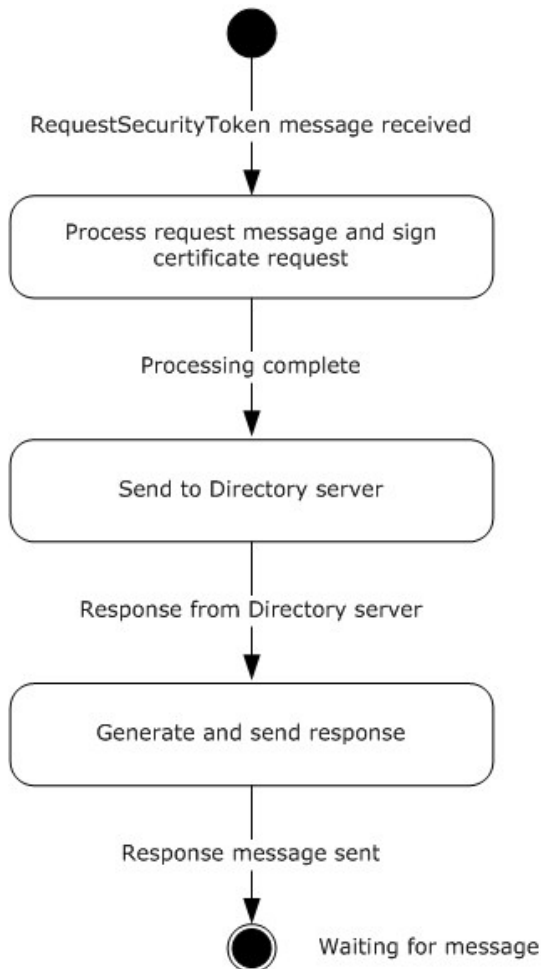 RequestSecurityToken message received
Process request message and sign
certificate request
Processing complete
Send to Directory server
Response from Directory server
Generate and send response
Response message sent
Waiting for message